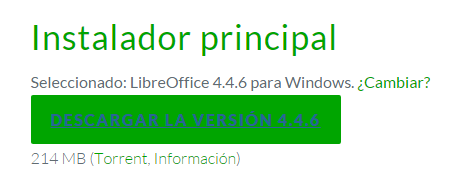 Instalador principal
Seleccionado: LibreOffice 4.4.6 para Windows. ¿Cambiar?
DESCARGAR LA VERSIÓN 4.4.6
214 MB (Torrent, Información)